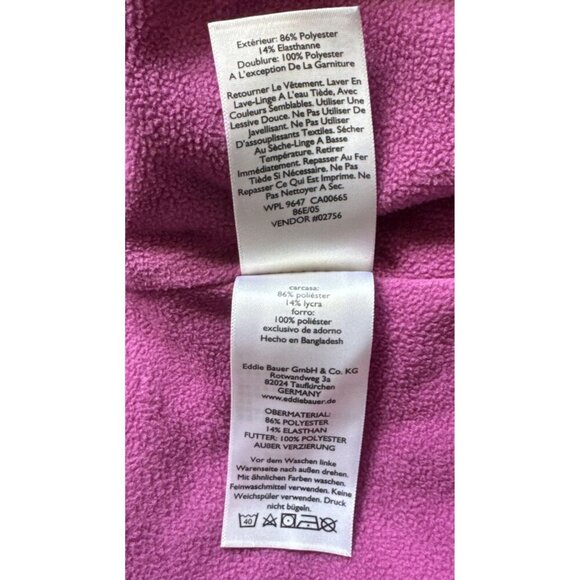 Extérieur: 86% Polyester
14% Elasthanne
Doublure: 100% Polyester
A L'exception De La Garniture
Retourner Le Vêtement. Laver En
Lave-Linge A L'eau Tiède, Avec
Couleurs Semblables. Utiliser Une
Lessive Douce. Ne Pas Utiliser De
Javellisant. Ne Pas Utiliser
D'assouplissants Textiles. Sécher
Au Sèche-Linge A Basse
Température. Retirer
Immédiatement. Repasser Au Fer
Tiède Si Nécessaire. Ne Pas
Repasser Ce Qui Est Imprime. Ne
Pas Nettoyer A Sec.
WPL 9647 CA00665
86E/05
VENDOR #02756
carcasa:
86% poliéster
14% lycra
forro:
100% poliéster
exclusivo de adorno
Hecho en Bangladesh
Eddie Bauer GmbH & Co. KG
Rotwandweg 3a
82024 Taufkirchen
GERMANY
www.eddiebauer.de
OBERMATERIAL:
86% POLYESTER
14% ELASTHAN
FUTTER: 100% POLYESTER
AUßER VERZIERUNG
Vor dem Waschen linke
Warenseite nach außen drehen.
Mit ähnlichen Farben waschen.
Feinwaschmittel verwenden. Keine
Weichspüler verwenden. Druck
nicht bügeln.
40